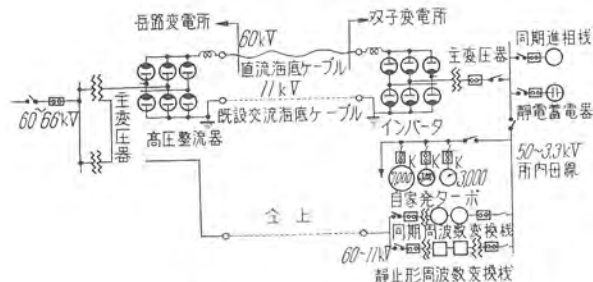 岳路変電所
双子変電所
60kV
直流海底ケーブル
11kV
既設交流海底ケーブル
主変圧器
同期進相機
静電蓄電器
60~66kV
主変圧器
高圧整流器
インバータ
50~3.3kV
所内母線
K
K
K
3,000
自家発ターボ
仝上
同期周波数変換機
60~11kV
静止形周波数変換機